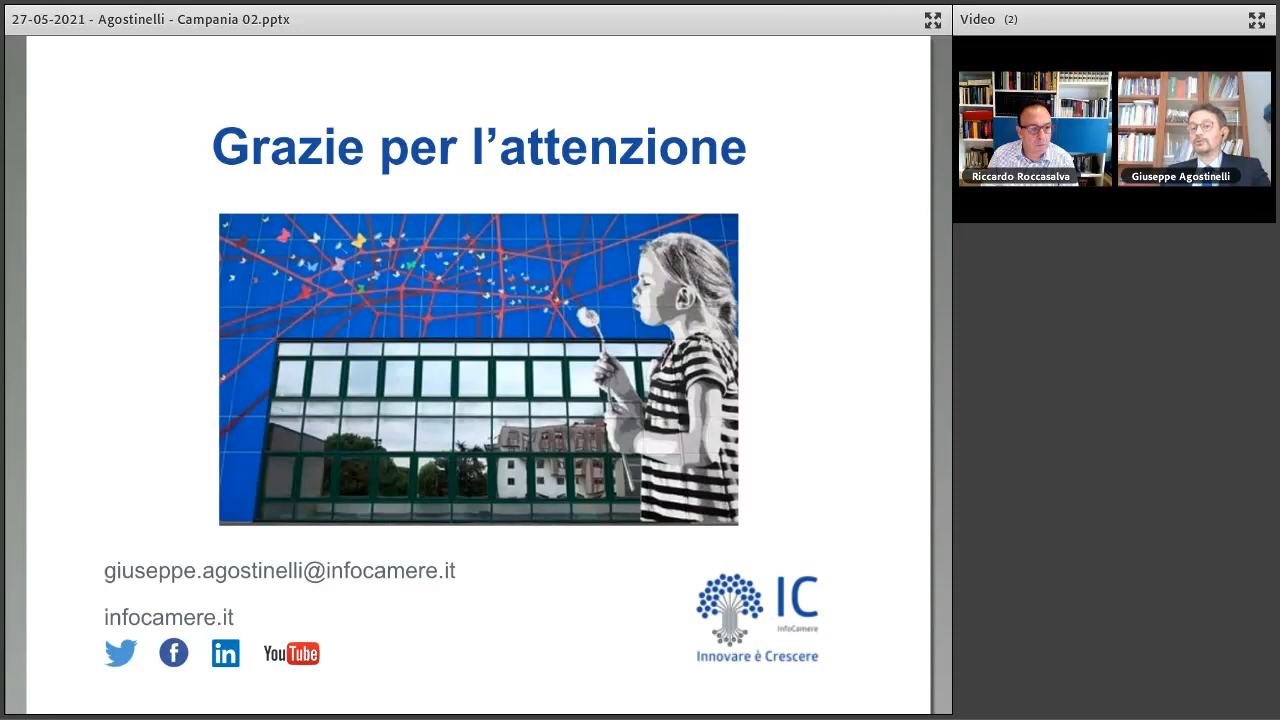 27-05-2021 - Agostinelli - Campania 02.pptx
Video (2)
Riccardo Roccasalva
Giuseppe Agostinelli
Grazie per l’attenzione
giuseppe.agostinelli@infocamere.it
infocamere.it
You Tube
IC
InfoCamere
Innovare è Crescere